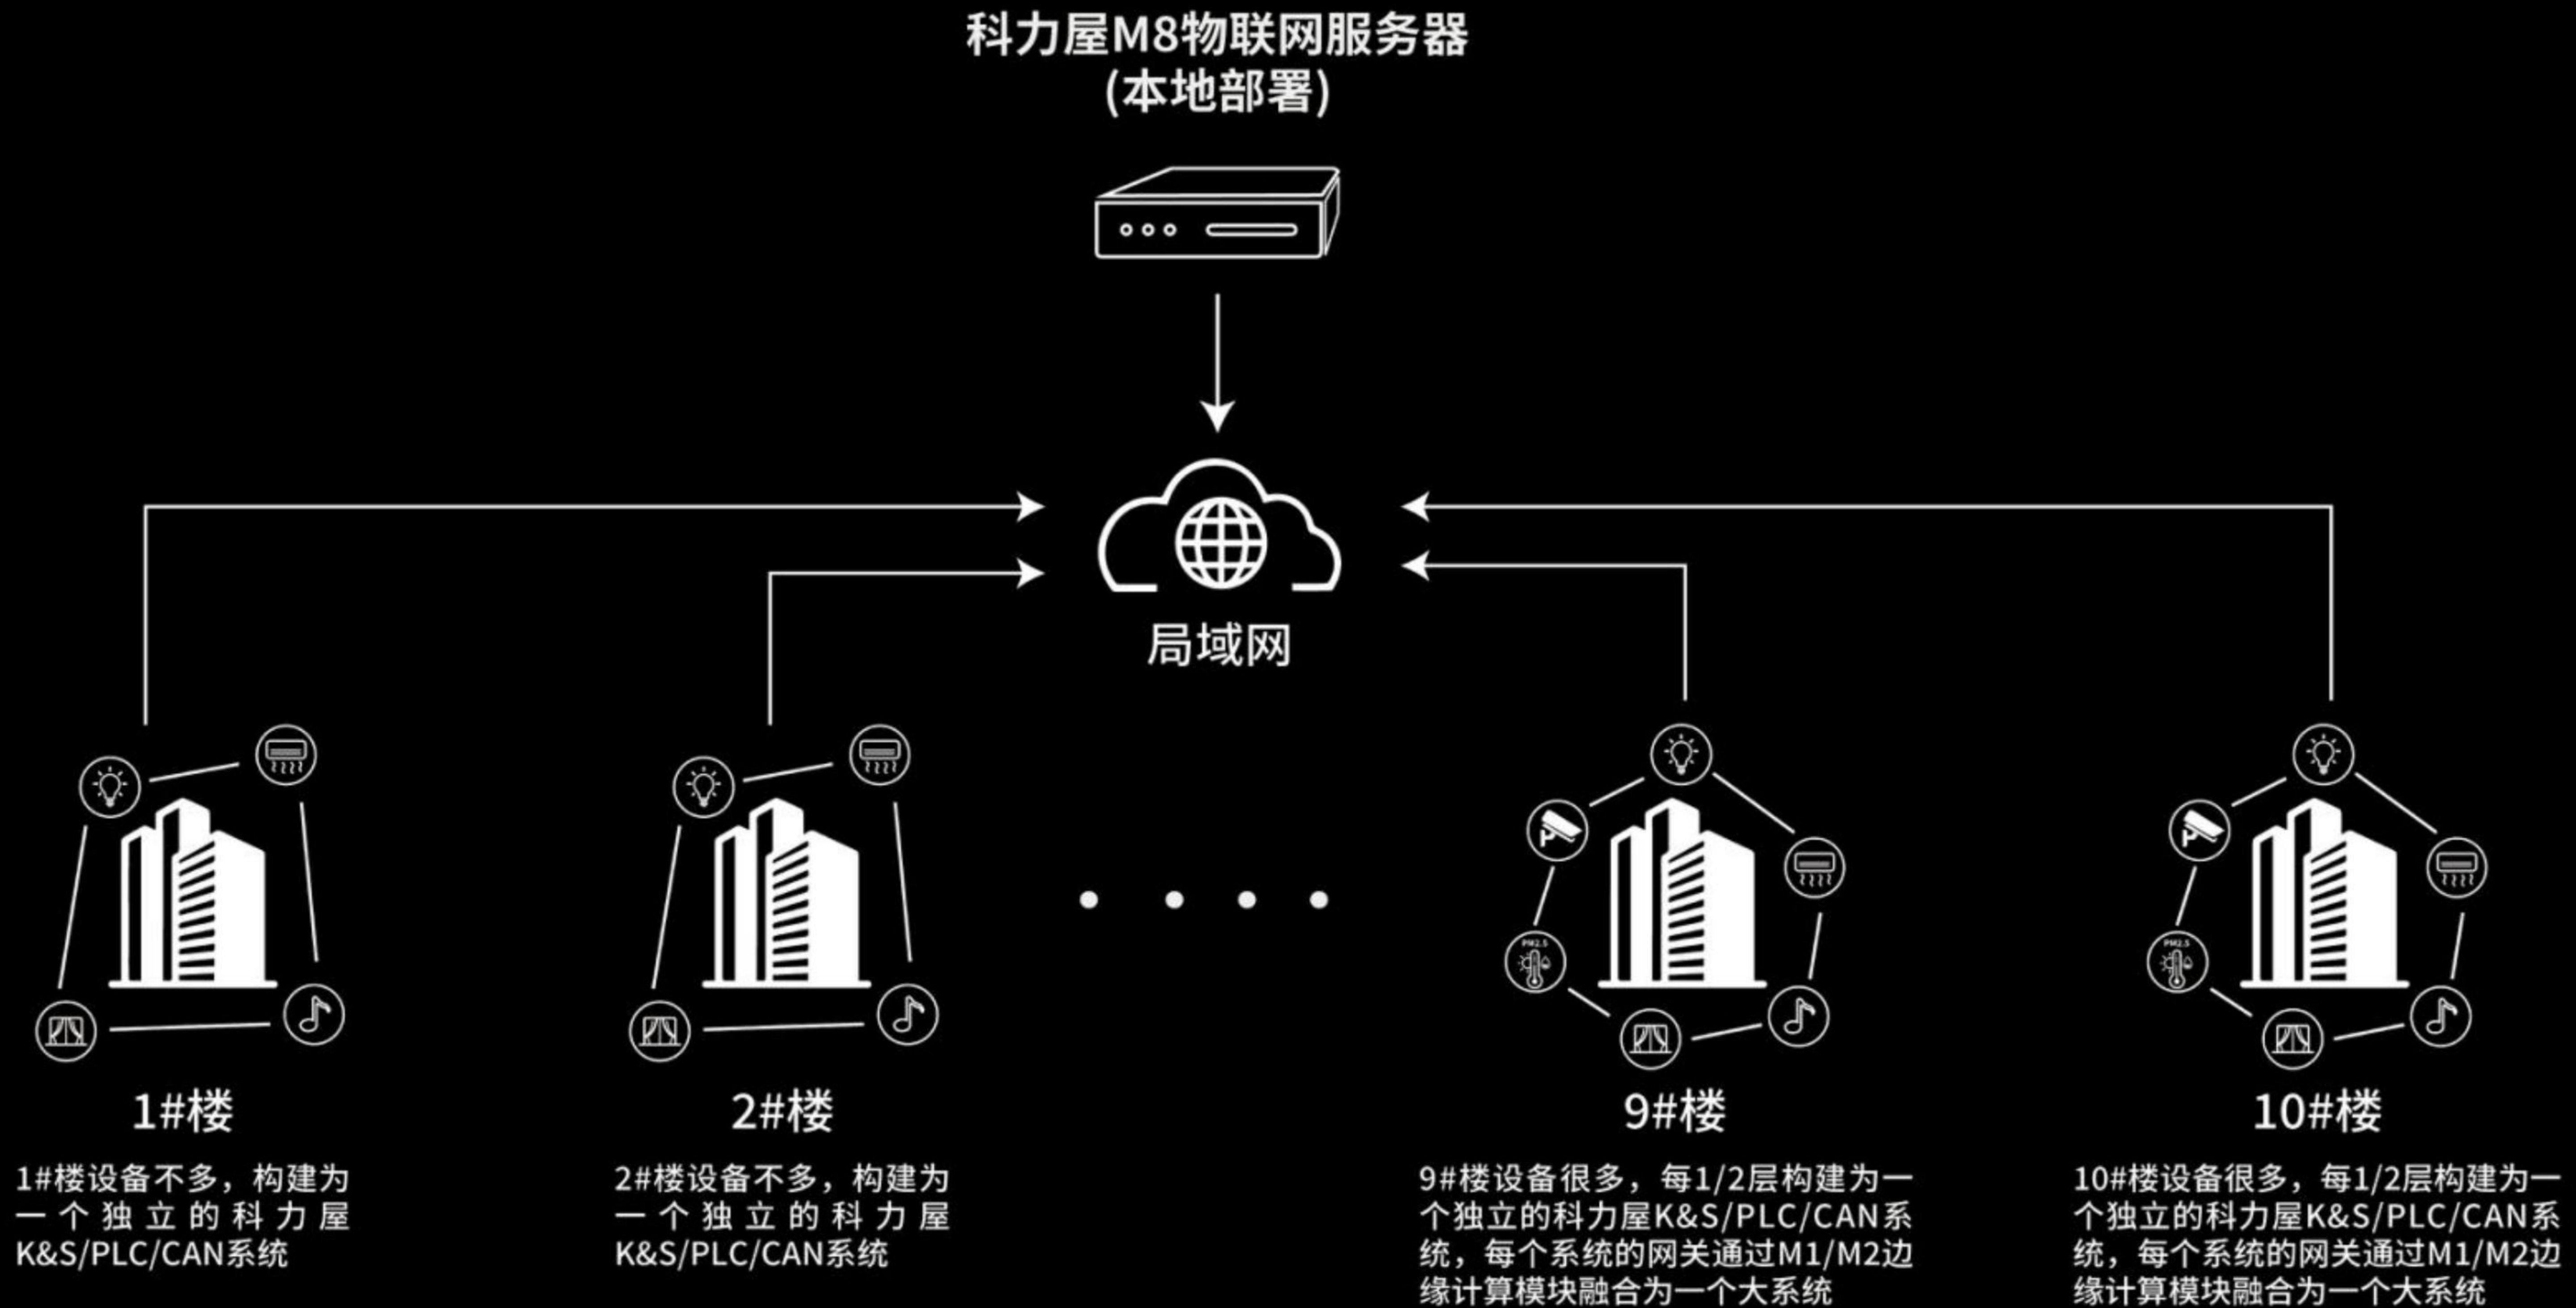 科力屋M8物联网服务器
(本地部署)
局域网
PM2.5
PM2.5
1#楼
2#楼
9#楼
10#楼
1#楼设备不多，构建为
一个独立的科力屋
K&S/PLC/CAN系统
2#楼设备不多，构建为
一个独立的科力屋
K&S/PLC/CAN系统
9#楼设备很多，每1/2层构建为一
个独立的科力屋K&S/PLC/CAN系
统，每个系统的网关通过M1/M2边
缘计算模块融合为一个大系统
10#楼设备很多，每1/2层构建为一
个独立的科力屋K&S/PLC/CAN系
统，每个系统的网关通过M1/M2边
缘计算模块融合为一个大系统